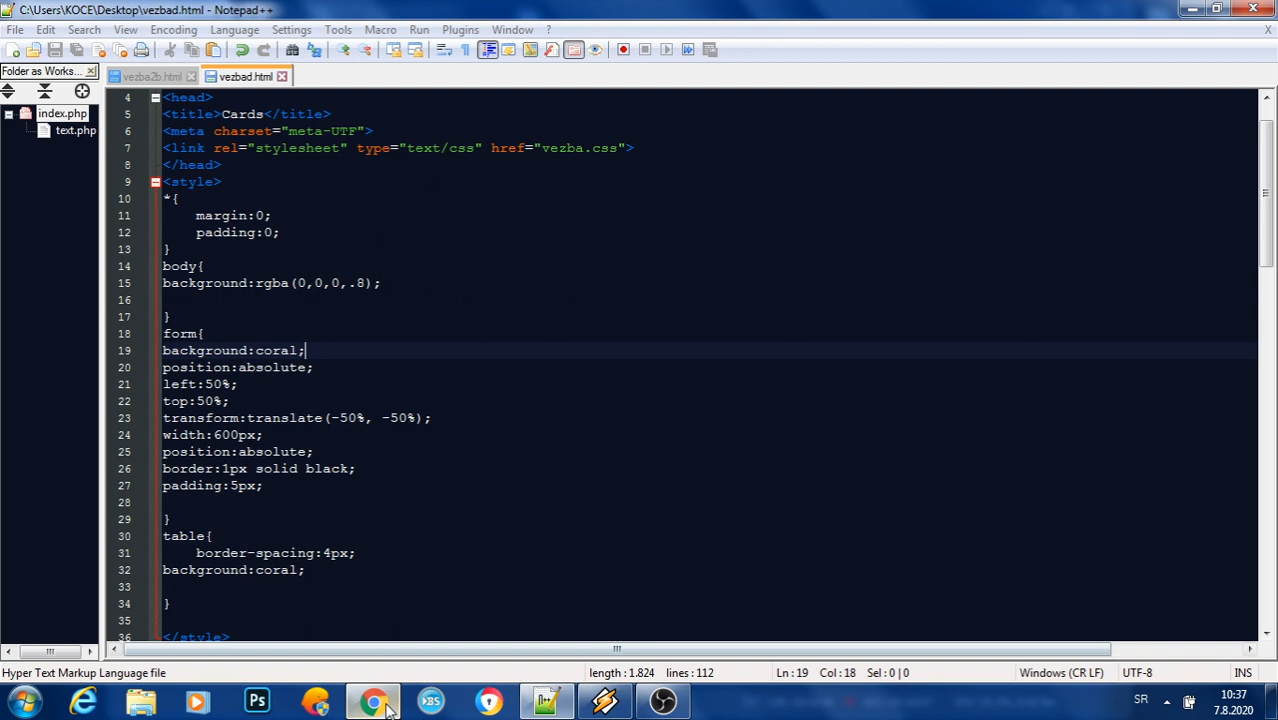 C:\Users\KOCE\Desktop\vezbad.html - Notepad++
File Edit Search View Encoding Language Settings Tools Macro Run Plugins Window ? X
Folder as Works...
vezba2b.html vezbad.html
index.php
text.php
4 <head>
5 <title>Cards</title>
6 <meta charset="meta-UTF">
7 <link rel="stylesheet" type="text/css" href="vezba.css">
8 </head>
9 <style>
10 *{
11 margin:0;
12 padding:0;
13 }
14 body{
15 background:rgba(0,0,0,.8);
16
17 }
18 form{
19 background:coral;
20 position:absolute;
21 left:50%;
22 top:50%;
23 transform:translate(-50%, -50%);
24 width:600px;
25 position:absolute;
26 border:1px solid black;
27 padding:5px;
28
29 }
30 table{
31 border-spacing:4px;
32 background:coral;
33
34 }
35
36 </style>
Hyper Text Markup Language file length : 1.824 lines : 112 Ln : 19 Col : 18 Sel : 0 | 0 Windows (CR LF) UTF-8 INS
Ps
BS
SR
10:37
7.8.2020